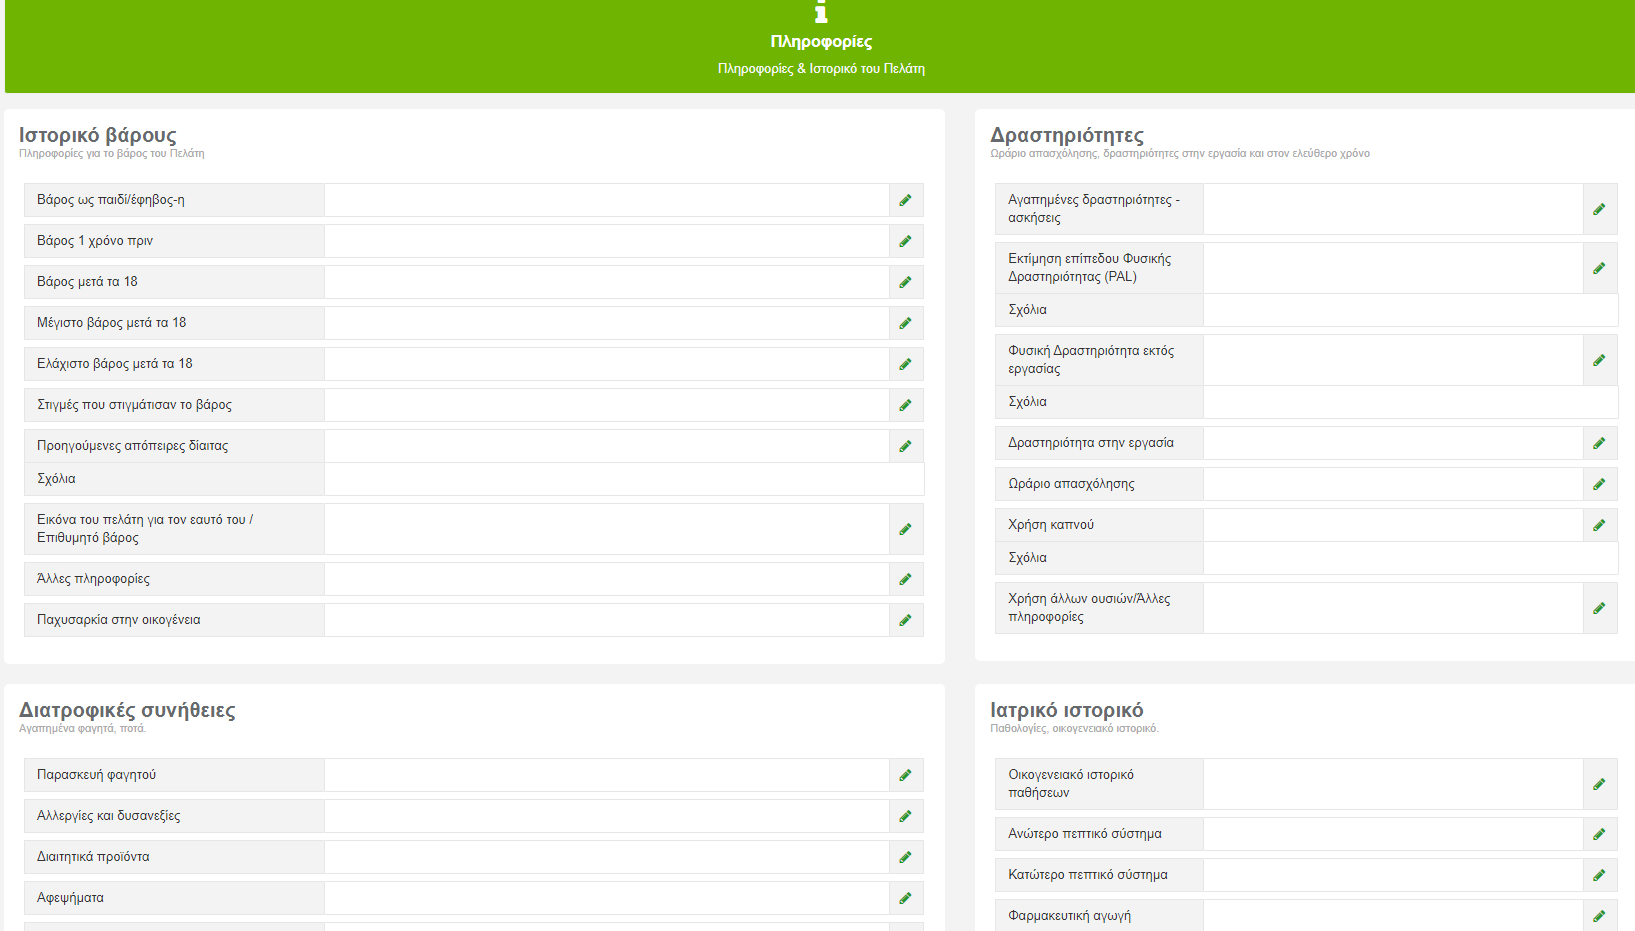 Πληροφορίες
Πληροφορίες & Ιστορικό του Πελάτη
Ιστορικό βάρους
Πληροφορίες για το βάρος του Πελάτη
Βάρος ως παιδί/έφηβος-η
Βάρος 1 χρόνο πριν
Βάρος μετά τα 18
Μέγιστο βάρος μετά τα 18
Ελάχιστο βάρος μετά τα 18
Στιγμές που στιγμάτισαν το βάρος
Προηγούμενες απόπειρες δίαιτας
Σχόλια
Εικόνα του πελάτη για τον εαυτό του /
Επιθυμητό βάρος
Άλλες πληροφορίες
Παχυσαρκία στην οικογένεια
Δραστηριότητες
Ωράριο απασχόλησης, δραστηριότητες στην εργασία και στον ελεύθερο χρόνο
Αγαπημένες δραστηριότητες -
ασκήσεις
Εκτίμηση επίπεδου Φυσικής
Δραστηριότητας (PAL)
Σχόλια
Φυσική Δραστηριότητα εκτός
εργασίας
Σχόλια
Δραστηριότητα στην εργασία
Ωράριο απασχόλησης
Χρήση καπνού
Σχόλια
Χρήση άλλων ουσιών/Άλλες
πληροφορίες
Διατροφικές συνήθειες
Αγαπημένα φαγητά, ποτά.
Παρασκευή φαγητού
Αλλεργίες και δυσανεξίες
Διαιτητικά προϊόντα
Αφεψήματα
Ιατρικό ιστορικό
Παθολογίες, οικογενειακό ιστορικό.
Οικογενειακό ιστορικό
παθήσεων
Ανώτερο πεπτικό σύστημα
Κατώτερο πεπτικό σύστημα
Φαρμακευτική αγωγή